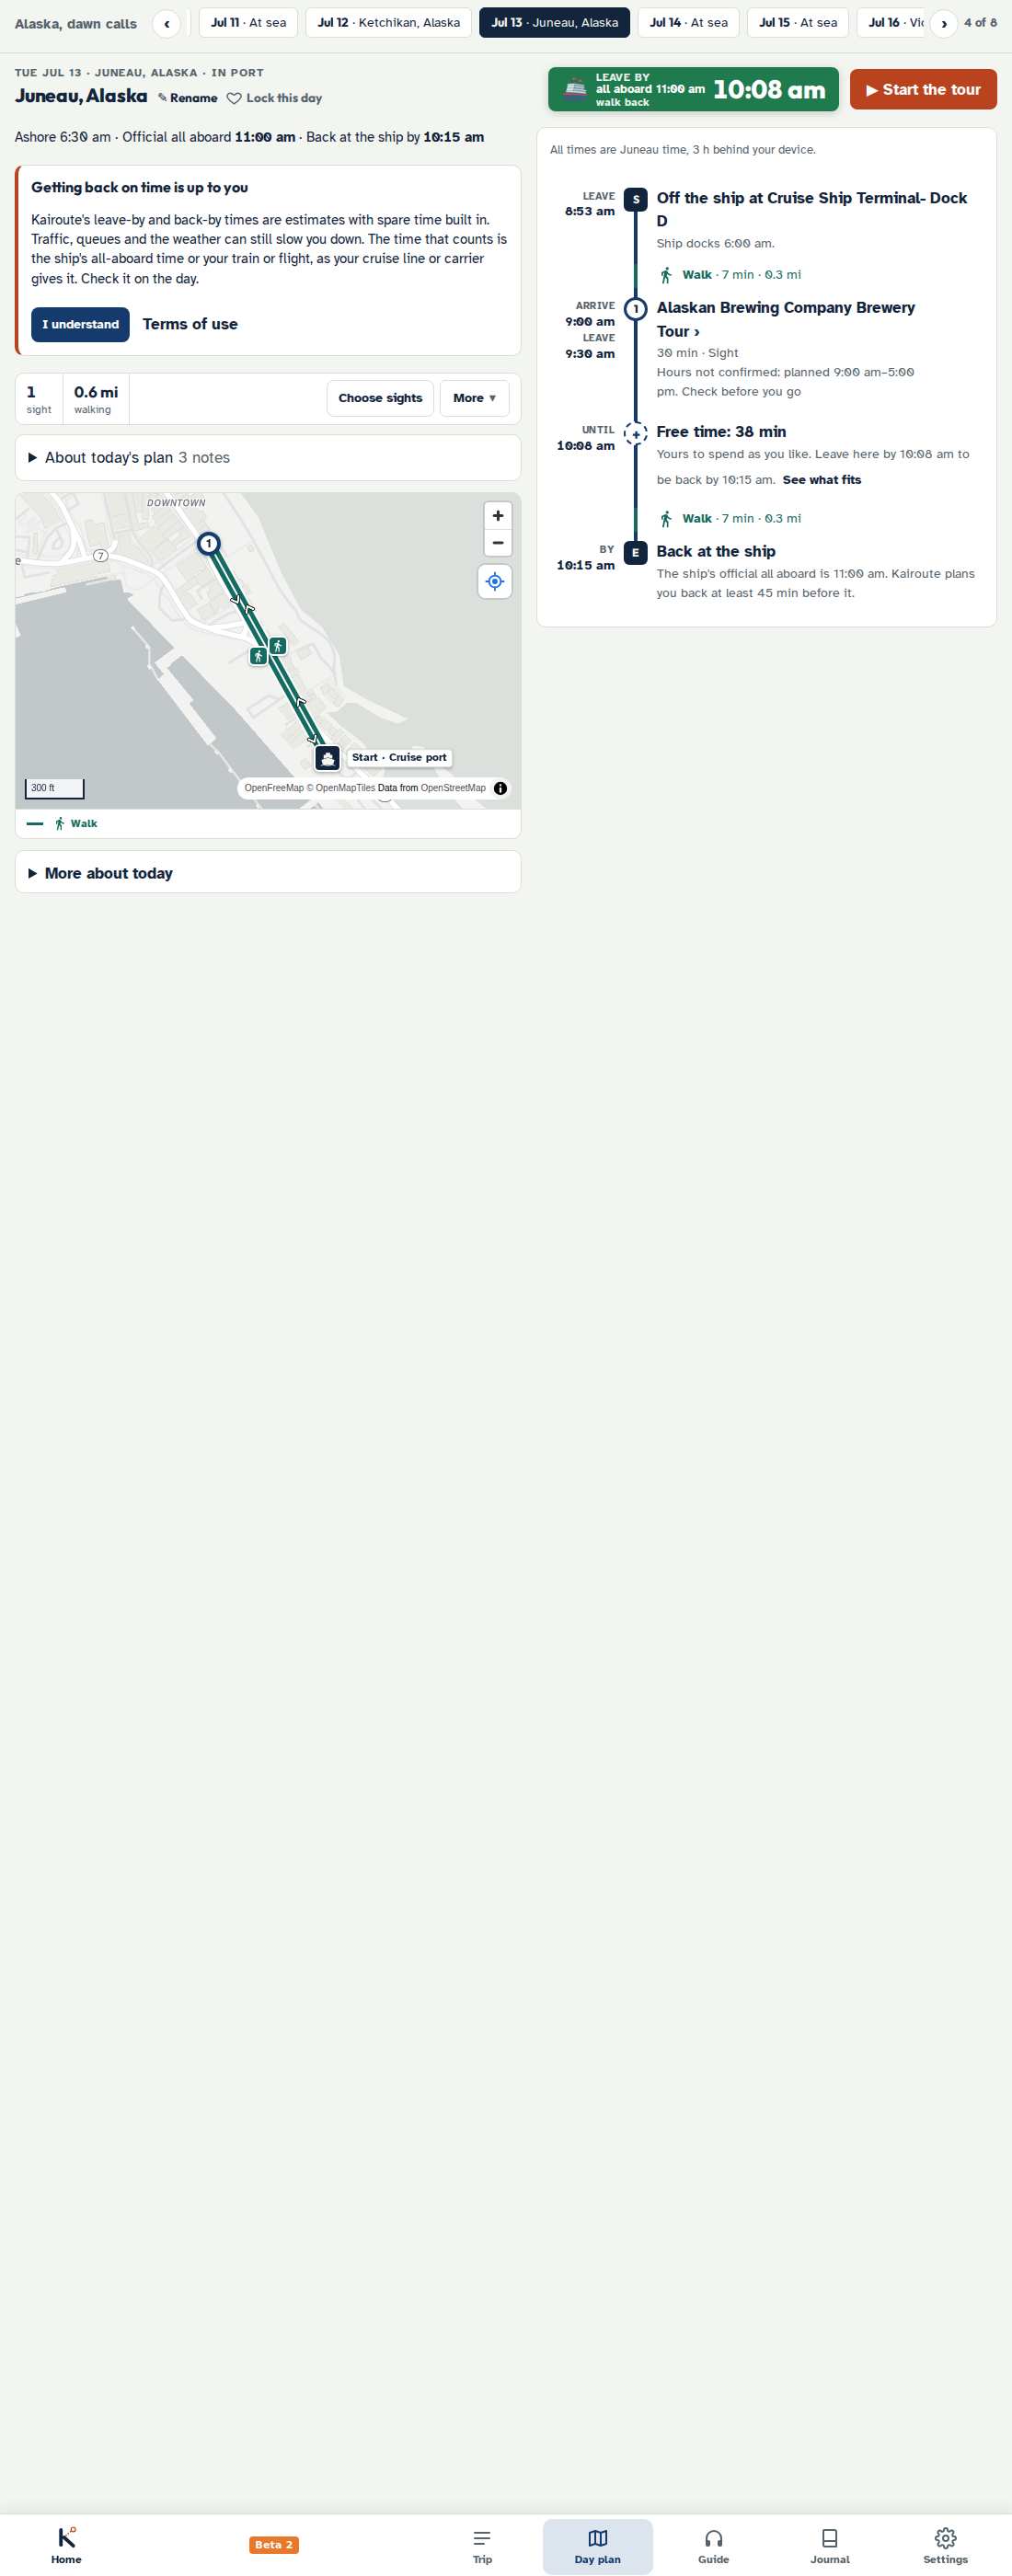 Alaska, dawn calls
‹
Jul 11 · At sea
Jul 12 · Ketchikan, Alaska
Jul 13 · Juneau, Alaska
Jul 14 · At sea
Jul 15 · At sea
Jul 16 · Vic
›
4 of 8
TUE JUL 13 · JUNEAU, ALASKA · IN PORT
Juneau, Alaska
✎ Rename
Lock this day
LEAVE BY
all aboard 11:00 am
walk back
10:08 am
▶ Start the tour
Ashore 6:30 am · Official all aboard 11:00 am · Back at the ship by 10:15 am
Getting back on time is up to you
Kairoute's leave-by and back-by times are estimates with spare time built in.
Traffic, queues and the weather can still slow you down. The time that counts is
the ship's all-aboard time or your train or flight, as your cruise line or carrier
gives it. Check it on the day.
I understand
Terms of use
1
sight
0.6 mi
walking
Choose sights
More ▼
▶ About today's plan 3 notes
DOWNTOWN
7
e
1
+
−
Start · Cruise port
300 ft
OpenFreeMap © OpenMapTiles Data from OpenStreetMap
Walk
▶ More about today
All times are Juneau time, 3 h behind your device.
LEAVE
8:53 am
S
Off the ship at Cruise Ship Terminal- Dock
D
Ship docks 6:00 am.
Walk · 7 min · 0.3 mi
ARRIVE
9:00 am
LEAVE
9:30 am
1
Alaskan Brewing Company Brewery
Tour ›
30 min · Sight
Hours not confirmed: planned 9:00 am–5:00
pm. Check before you go
UNTIL
10:08 am
+
Free time: 38 min
Yours to spend as you like. Leave here by 10:08 am to
be back by 10:15 am. See what fits
Walk · 7 min · 0.3 mi
BY
10:15 am
E
Back at the ship
The ship's official all aboard is 11:00 am. Kairoute plans
you back at least 45 min before it.
Home
Beta 2
Trip
Day plan
Guide
Journal
Settings